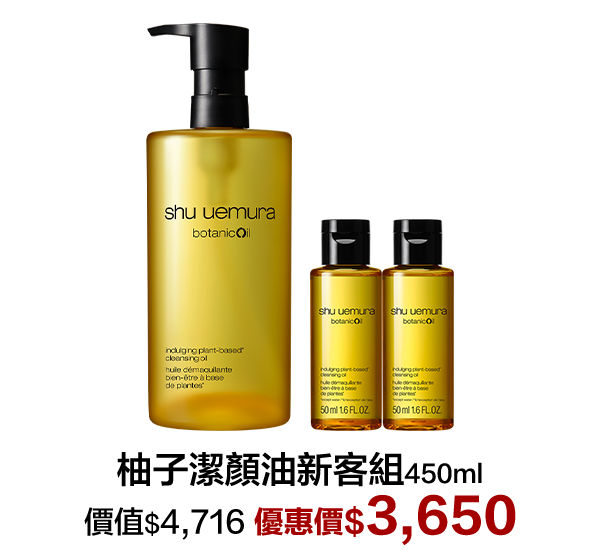 shu uemura
botanicOil
indulging plant-based*
cleansing oil
huile démaquillante
bien-être à base
de plantes*
shu uemura
botanicOil
indulging plant-based*
cleansing oil
huile démaquillante
bien-être à base
de plantes*
50 ml 1.6 FL.OZ.
shu uemura
botanicOil
indulging plant-based*
cleansing oil
huile démaquillante
bien-être à base
de plantes*
50 ml 1.6 FL.OZ.
柚子潔顏油新客組450ml
價值$4,716 優惠價$3,650